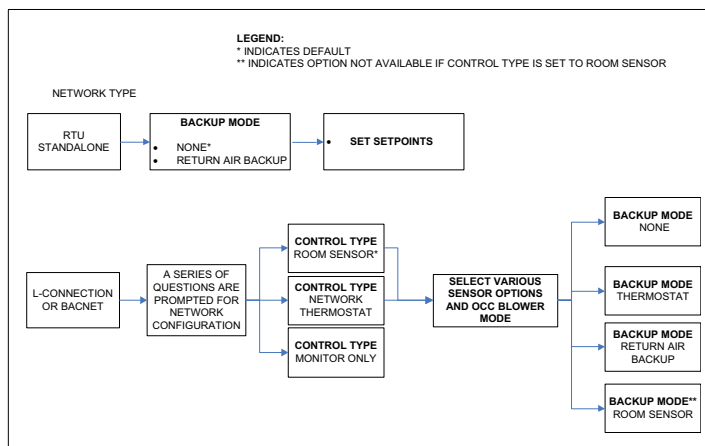 LEGEND:
* INDICATES DEFAULT
** INDICATES OPTION NOT AVAILABLE IF CONTROL TYPE IS SET TO ROOM SENSOR
NETWORK TYPE
RTU
STANDALONE
BACKUP MODE
• NONE*
• RETURN AIR BACKUP
• SET SETPOINTS
L-CONNECTION
OR BACNET
A SERIES OF
QUESTIONS ARE
PROMPTED FOR
NETWORK
CONFIGURATION
CONTROL TYPE
ROOM SENSOR*
CONTROL TYPE
NETWORK
THERMOSTAT
CONTROL TYPE
MONITOR ONLY
SELECT VARIOUS
SENSOR OPTIONS
AND OCC BLOWER
MODE
BACKUP MODE
NONE
BACKUP MODE
THERMOSTAT
BACKUP MODE
RETURN AIR
BACKUP
BACKUP MODE**
ROOM SENSOR